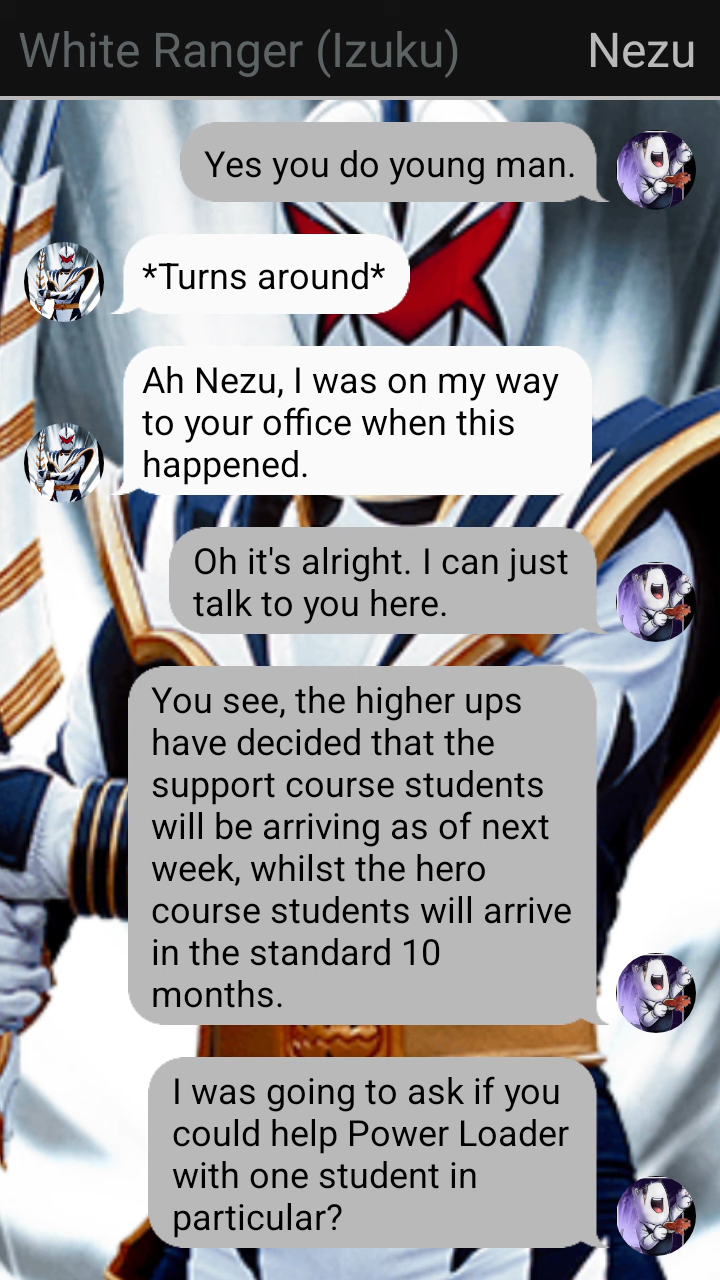 White Ranger (Izuku) Nezu
Yes you do young man.
*Turns around*
Ah Nezu, I was on my way
to your office when this
happened.
Oh it's alright. I can just
talk to you here.
You see, the higher ups
have decided that the
support course students
will be arriving as of next
week, whilst the hero
course students will arrive
in the standard 10
months.
I was going to ask if you
could help Power Loader
with one student in
particular?